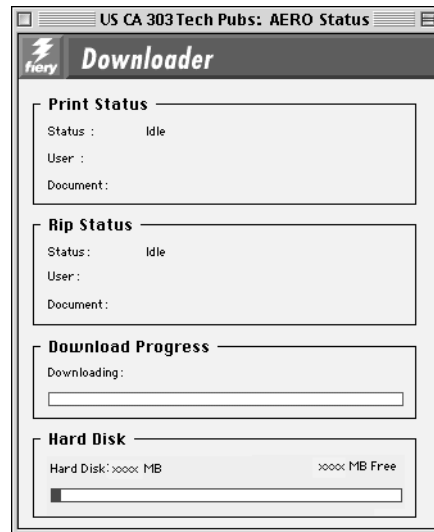 US CA 303 Tech Pubs: AERO Status
fiery
Downloader
Print Status
Status : Idle
User :
Document:
Rip Status
Status: Idle
User:
Document:
Download Progress
Downloading:
Hard Disk
Hard Disk:xxxx MB xxxx MB Free